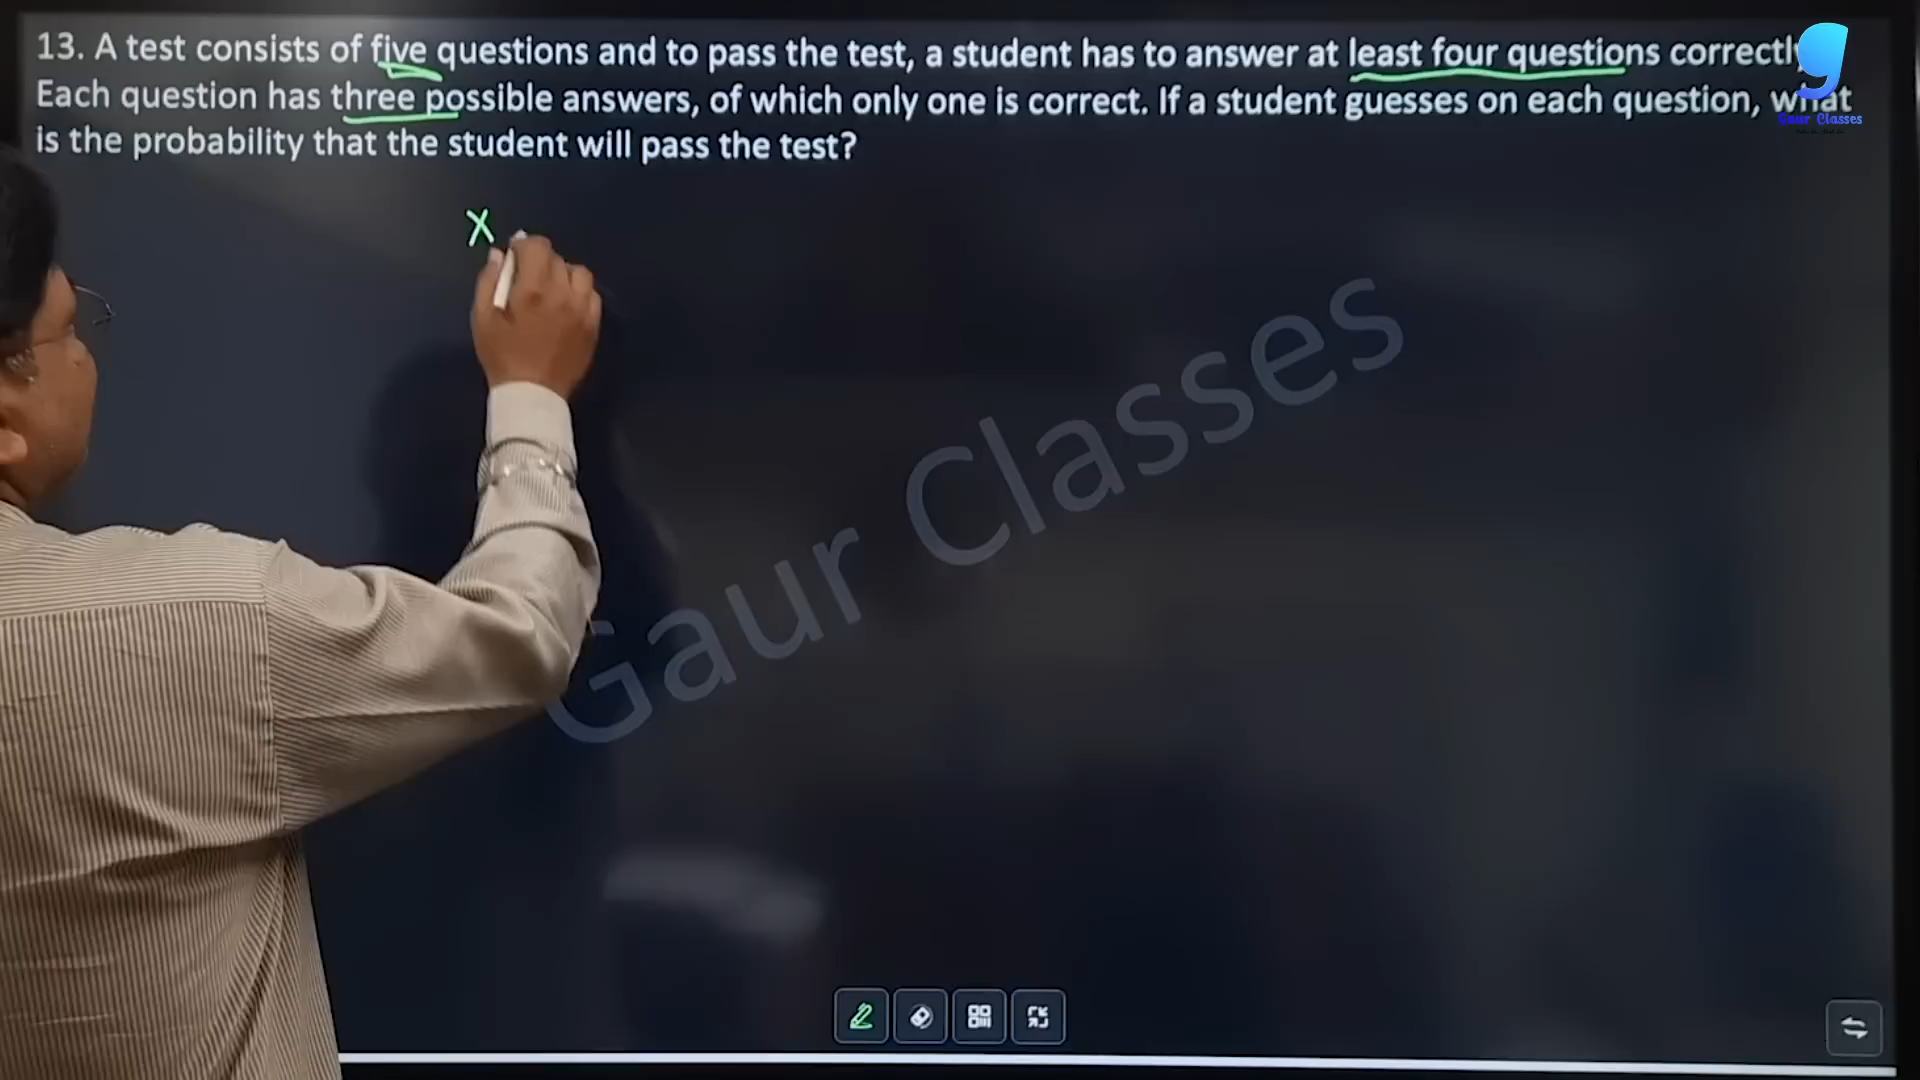 13. A test consists of five questions and to pass the test, a student has to answer at least four questions correctly
Each question has three possible answers, of which only one is correct. If a student guesses on each question, what
is the probability that the student will pass the test?
X
Gaur Classes
Gaur Classes